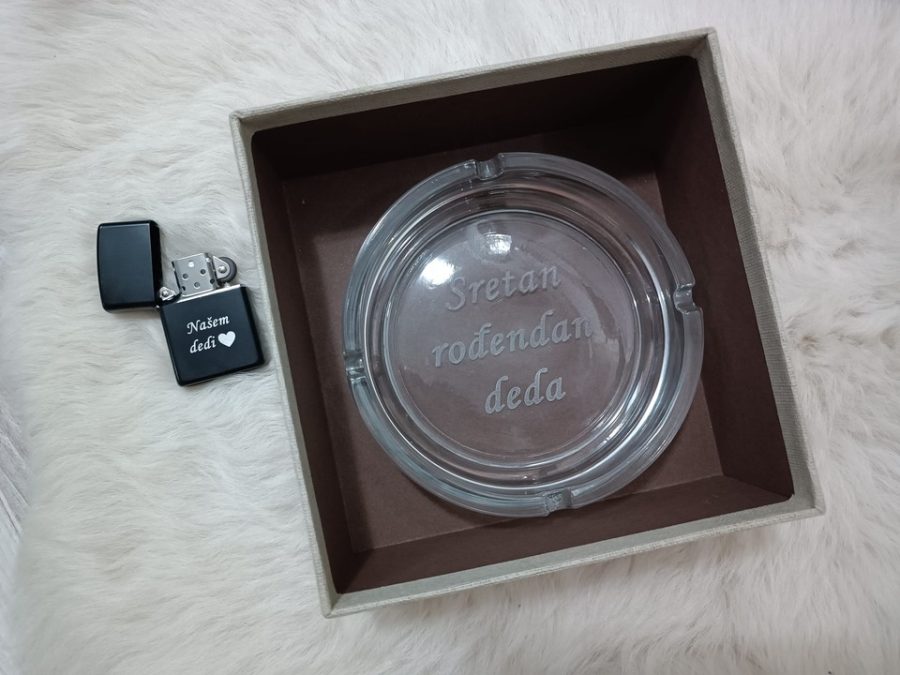 Našem
dedi ♥
Sretan
rođendan
deda